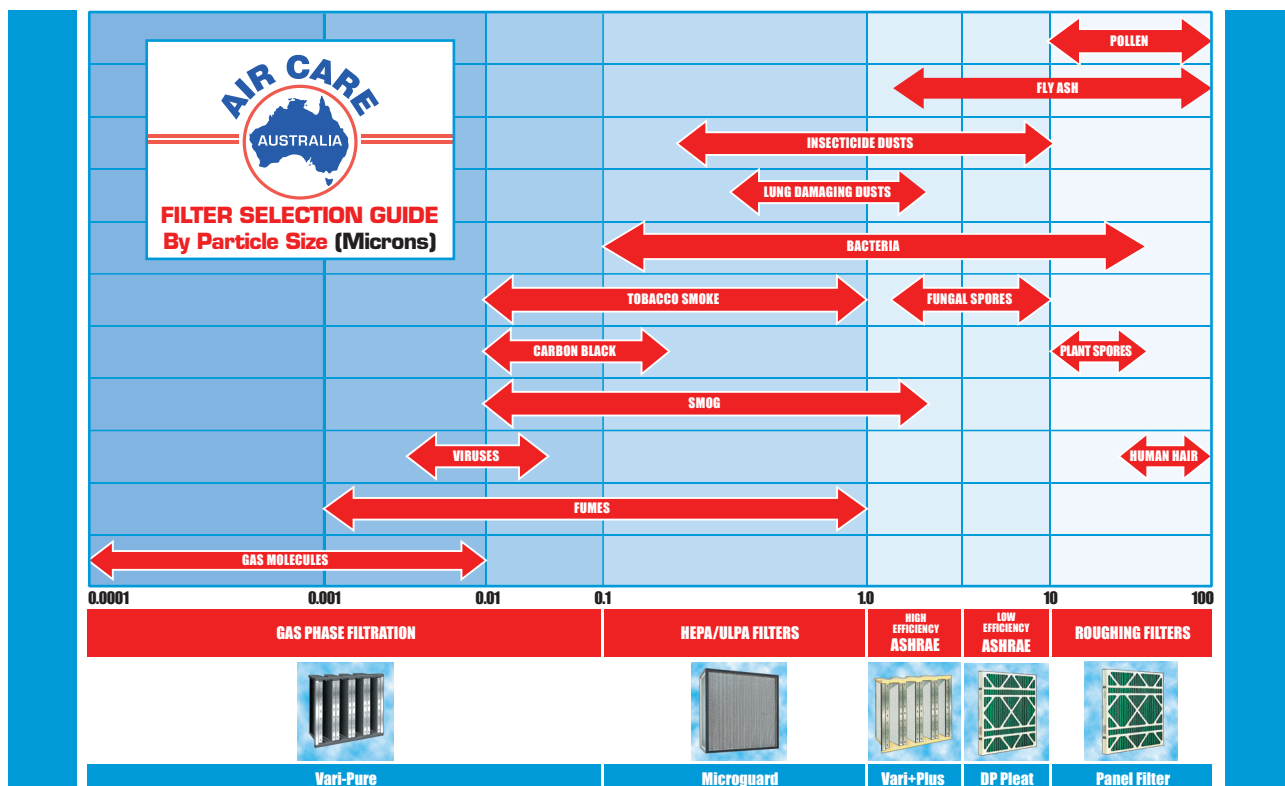 POLLEN
AIR CARE
AUSTRALIA
FILTER SELECTION GUIDE
By Particle Size (Microns)
FLY ASH
INSECTICIDE DUSTS
LUNG DAMAGING DUSTS
BACTERIA
TOBACCO SMOKE
FUNGAL SPORES
CARBON BLACK
PLANT SPORES
SMOG
VIRUSES
HUMAN HAIR
FUMES
GAS MOLECULES
0.0001 0.001 0.01 0.1 1.0 10 100
GAS PHASE FILTRATION
HEPA/ULPA FILTERS
HIGH
EFFICIENCY
ASHRAE
LOW
EFFICIENCY
ASHRAE
ROUGHING FILTERS
Vari-Pure
Microguard
Vari+Plus
DP Pleat
Panel Filter